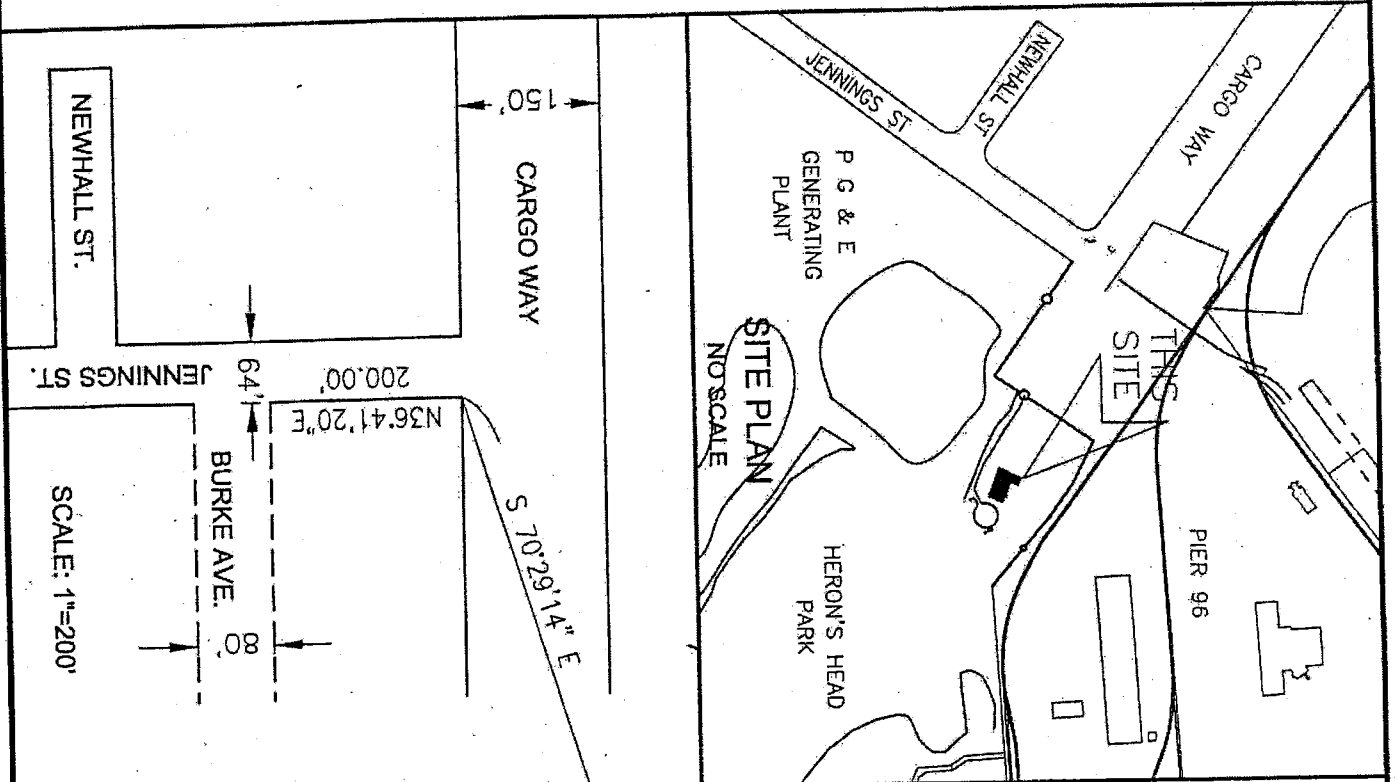 NEWHALL ST.
150'
CARGO WAY
JENNINGS ST.
64'
200.00'
N36°41'20"E
BURKE AVE.
80'
S 70°29'14" E
SCALE: 1"=200'
JENNINGS ST
NEWHALL ST
CARGO WAY
P G & E
GENERATING
PLANT
THIS
SITE
SITE PLAN
NO SCALE
PIER 96
HERON'S HEAD
PARK